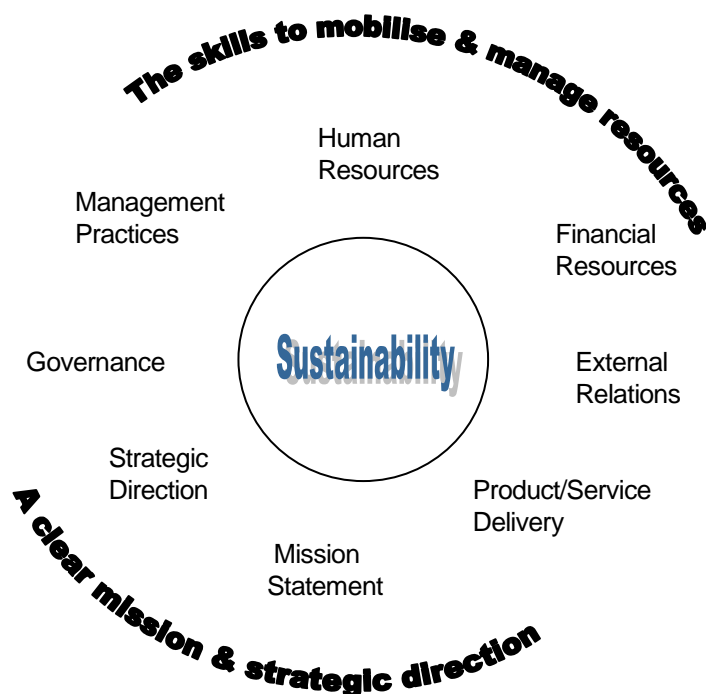 The skills to mobilise & manage resources
Human
Resources
Management
Practices
Financial
Resources
Sustainability
Governance
External
Relations
Strategic
Direction
Product/Service
Delivery
Mission
Statement
A clear mission & strategic direction